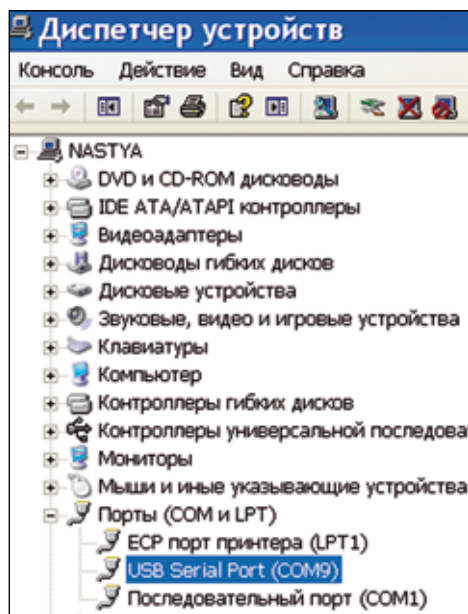 Диспетчер устройств
Консоль Действие Вид Справка
NASTYA
DVD и CD-ROM дисководы
IDE ATA/ATAPI контроллеры
Видеоадаптеры
Дисководы гибких дисков
Дисковые устройства
Звуковые, видео и игровые устройства
Клавиатуры
Компьютер
Контроллеры гибких дисков
Контроллеры универсальной последова
Мониторы
Мыши и иные указывающие устройства
Порты (COM и LPT)
ECP порт принтера (LPT1)
USB Serial Port (COM9)
Последовательный порт (COM1)